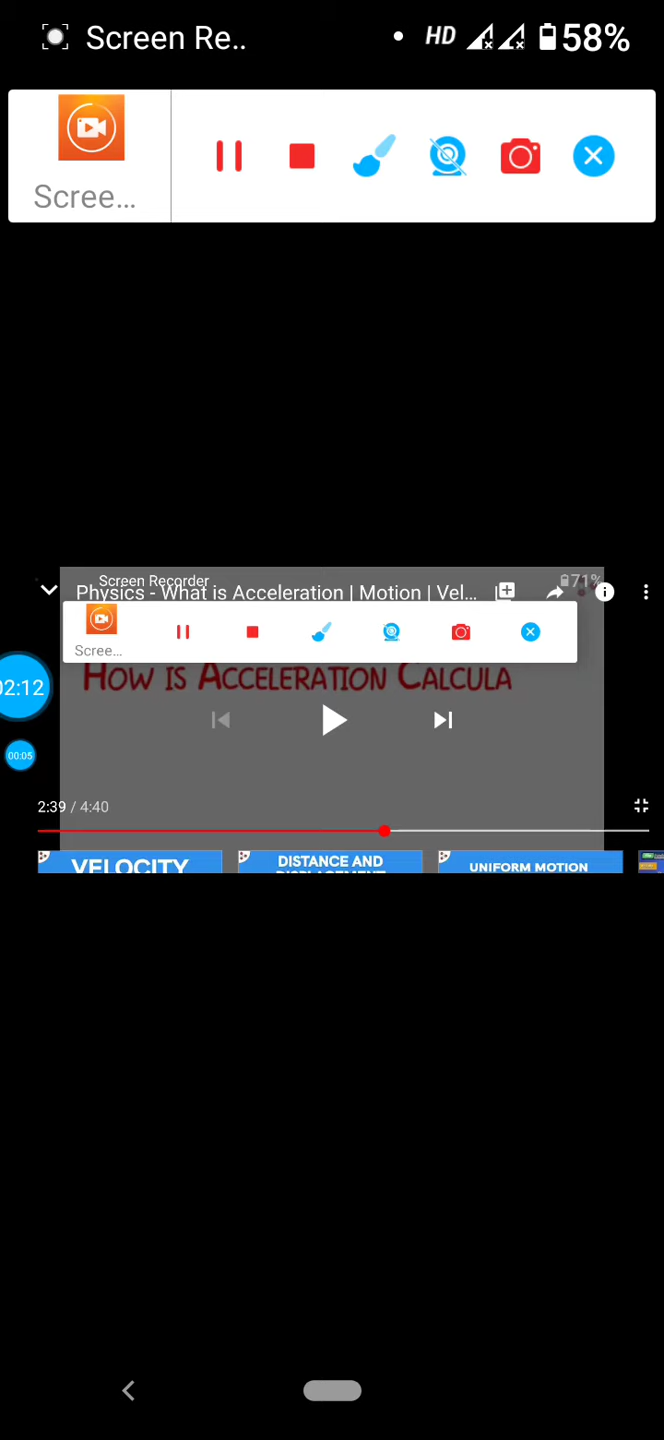 Screen Re..
HD
58%
Scree...
Screen Recorder
71%
Physics - What is Acceleration | Motion | Vel...
Scree...
HOW IS ACCELERATION CALCULA
02:12
00:05
2:39 / 4:40
VELOCITY
DISTANCE AND
DISPLACEMENT
UNIFORM MOTION